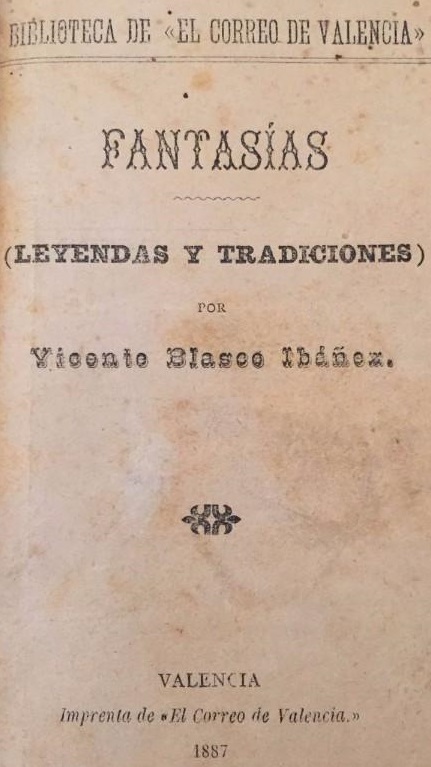 BIBLIOTECA DE «EL CORREO DE VALENCIA»
FANTASÍAS
(LEYENDAS Y TRADICIONES)
POR
Vicente Blasco Ibáñez.
VALENCIA
Imprenta de «El Correo de Valencia.»
1887